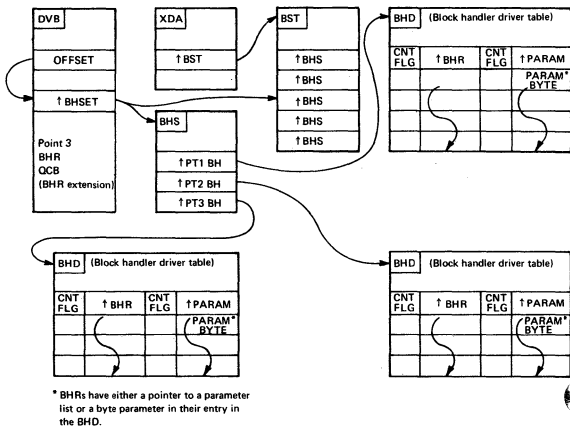 DVB
OFFSET
↑ BHSET
Point 3
BHR
QCB
(BHR extension)
XDA
↑ BST
BST
↑ BHS
↑ BHS
↑ BHS
↑ BHS
↑ BHS
BHS
↑ PT1 BH
↑ PT2 BH
↑ PT3 BH
BHD (Block handler driver table)
CNT FLG ↑ BHR CNT FLG ↑ PARAM
PARAM*
BYTE
BHD (Block handler driver table)
CNT FLG ↑ BHR CNT FLG ↑ PARAM
PARAM*
BYTE
BHD (Block handler driver table)
CNT FLG ↑ BHR CNT FLG ↑ PARAM
PARAM*
BYTE
* BHRs have either a pointer to a parameter
list or a byte parameter in their entry in
the BHD.